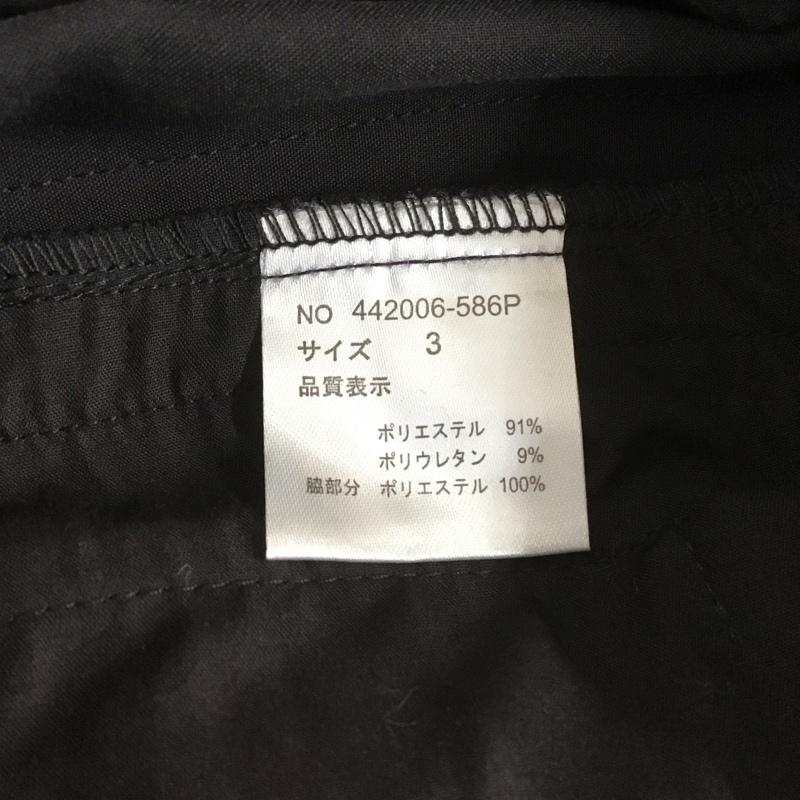 NO 442006-586P
サイズ 3
品質表示
ポリエステル 91%
ポリウレタン 9%
脇部分 ポリエステル 100%